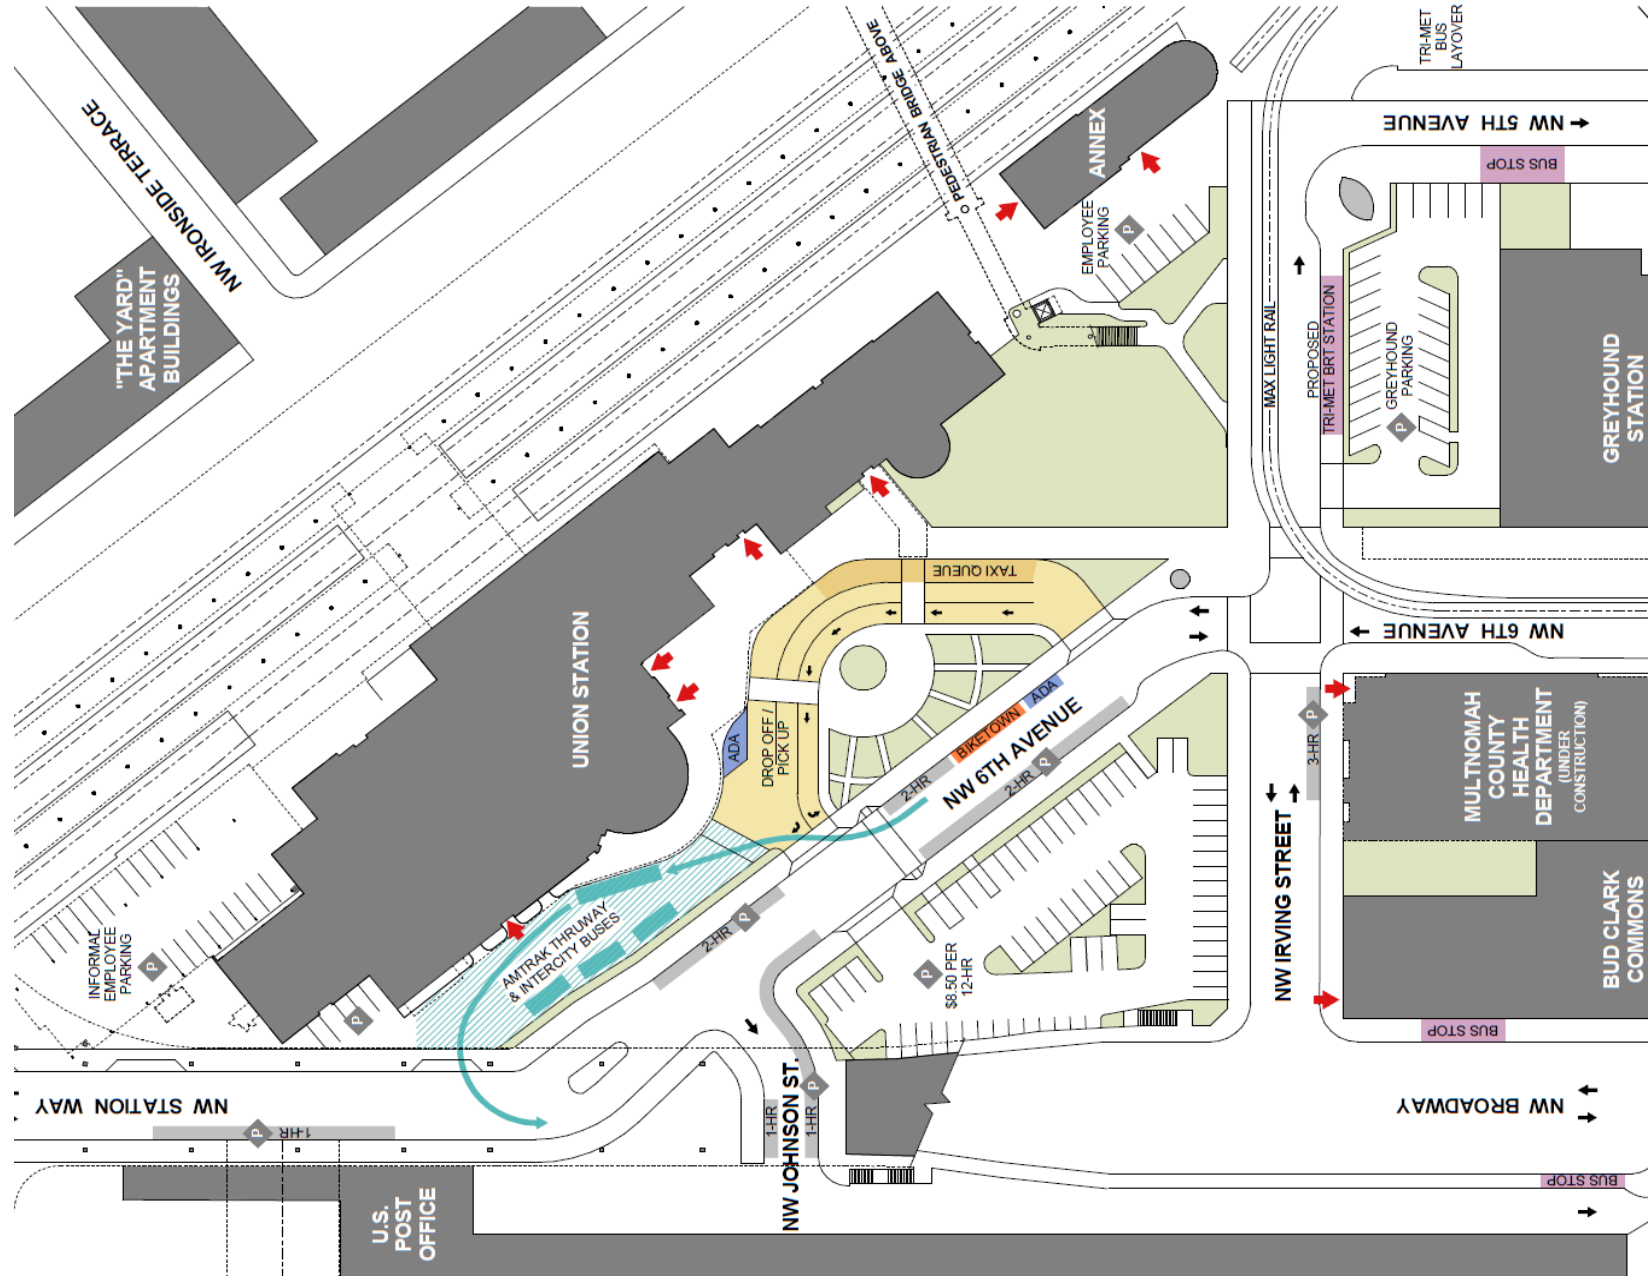 TRI-MET
BUS
LAYOVER
PEDESTRIAN BRIDGE ABOVE
ANNEX
NW 5TH AVENUE
BUS STOP
NW IRONSIDE TERRACE
EMPLOYEE
PARKING
P
"THE YARD"
APARTMENT
BUILDINGS
MAX LIGHT RAIL
PROPOSED
TRI-MET BRT STATION
GREYHOUND
PARKING
P
GREYHOUND
STATION
TAXI QUEUE
UNION STATION
NW 6TH AVENUE
ADA
DROP OFF /
PICK UP
2-HR
BIKETOWN
ADA
NW 6TH AVENUE
2-HR
P
3-HR
P
MULTNOMAH
COUNTY
HEALTH
DEPARTMENT
(UNDER
CONSTRUCTION)
INFORMAL
EMPLOYEE
PARKING
P
P
AMTRAK THRUWAY
& INTERCITY BUSES
2-HR
P
P
$8.50 PER
12-HR
NW IRVING STREET
BUD CLARK
COMMONS
BUS STOP
NW STATION WAY
P
1-HR
1-HR
NW JOHNSON ST.
1-HR
P
NW BROADWAY
BUS STOP
U.S.
POST
OFFICE